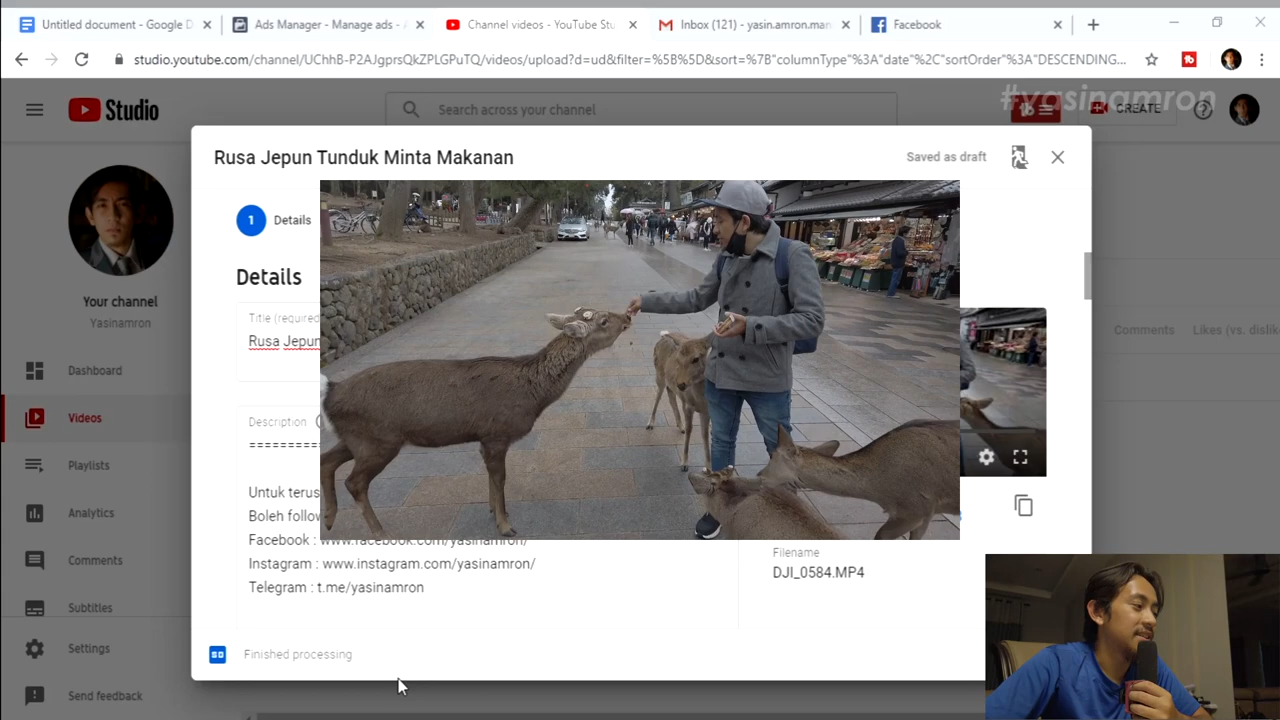 Untitled document - Google D
Ads Manager - Manage ads -
Channel videos - YouTube Stu
Inbox (121) - yasin.amron.man
Facebook
studio.youtube.com/channel/UChhB-P2AJgprsQkZPLGPuTQ/videos/upload?d=ud&filter=%5B%5D&sort=%7B"columnType"%3A"date"%2C"sortOrder"%3A"DESCENDING...
#yasinamron
Studio
Search across your channel
CREATE
Rusa Jepun Tunduk Minta Makanan
Saved as draft
1 Details
Details
Title (required
Rusa Jepun
Description
============
Untuk terus
Boleh follow
Facebook : www.facebook.com/yasinamron/
Instagram : www.instagram.com/yasinamron/
Telegram : t.me/yasinamron
Filename
DJI_0584.MP4
SD Finished processing
Your channel
Yasinamron
Dashboard
Videos
Playlists
Analytics
Comments
Subtitles
Settings
Send feedback
Comments
Likes (vs. dislik